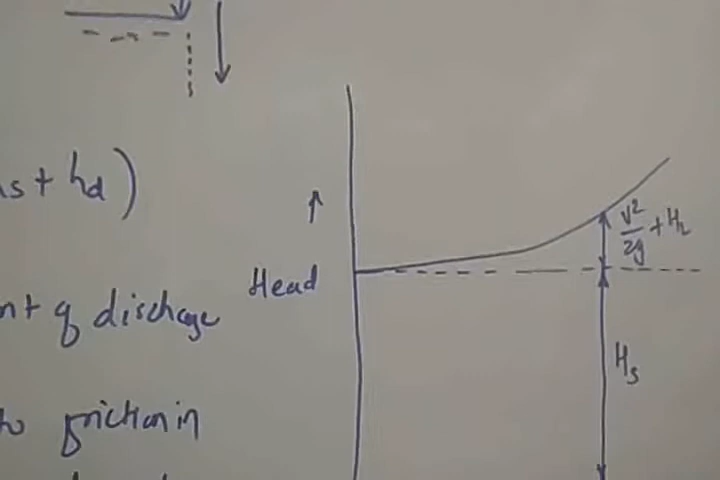 s + hd)
Head
V²/2g + HL
nt of discharge
Hs
to friction in